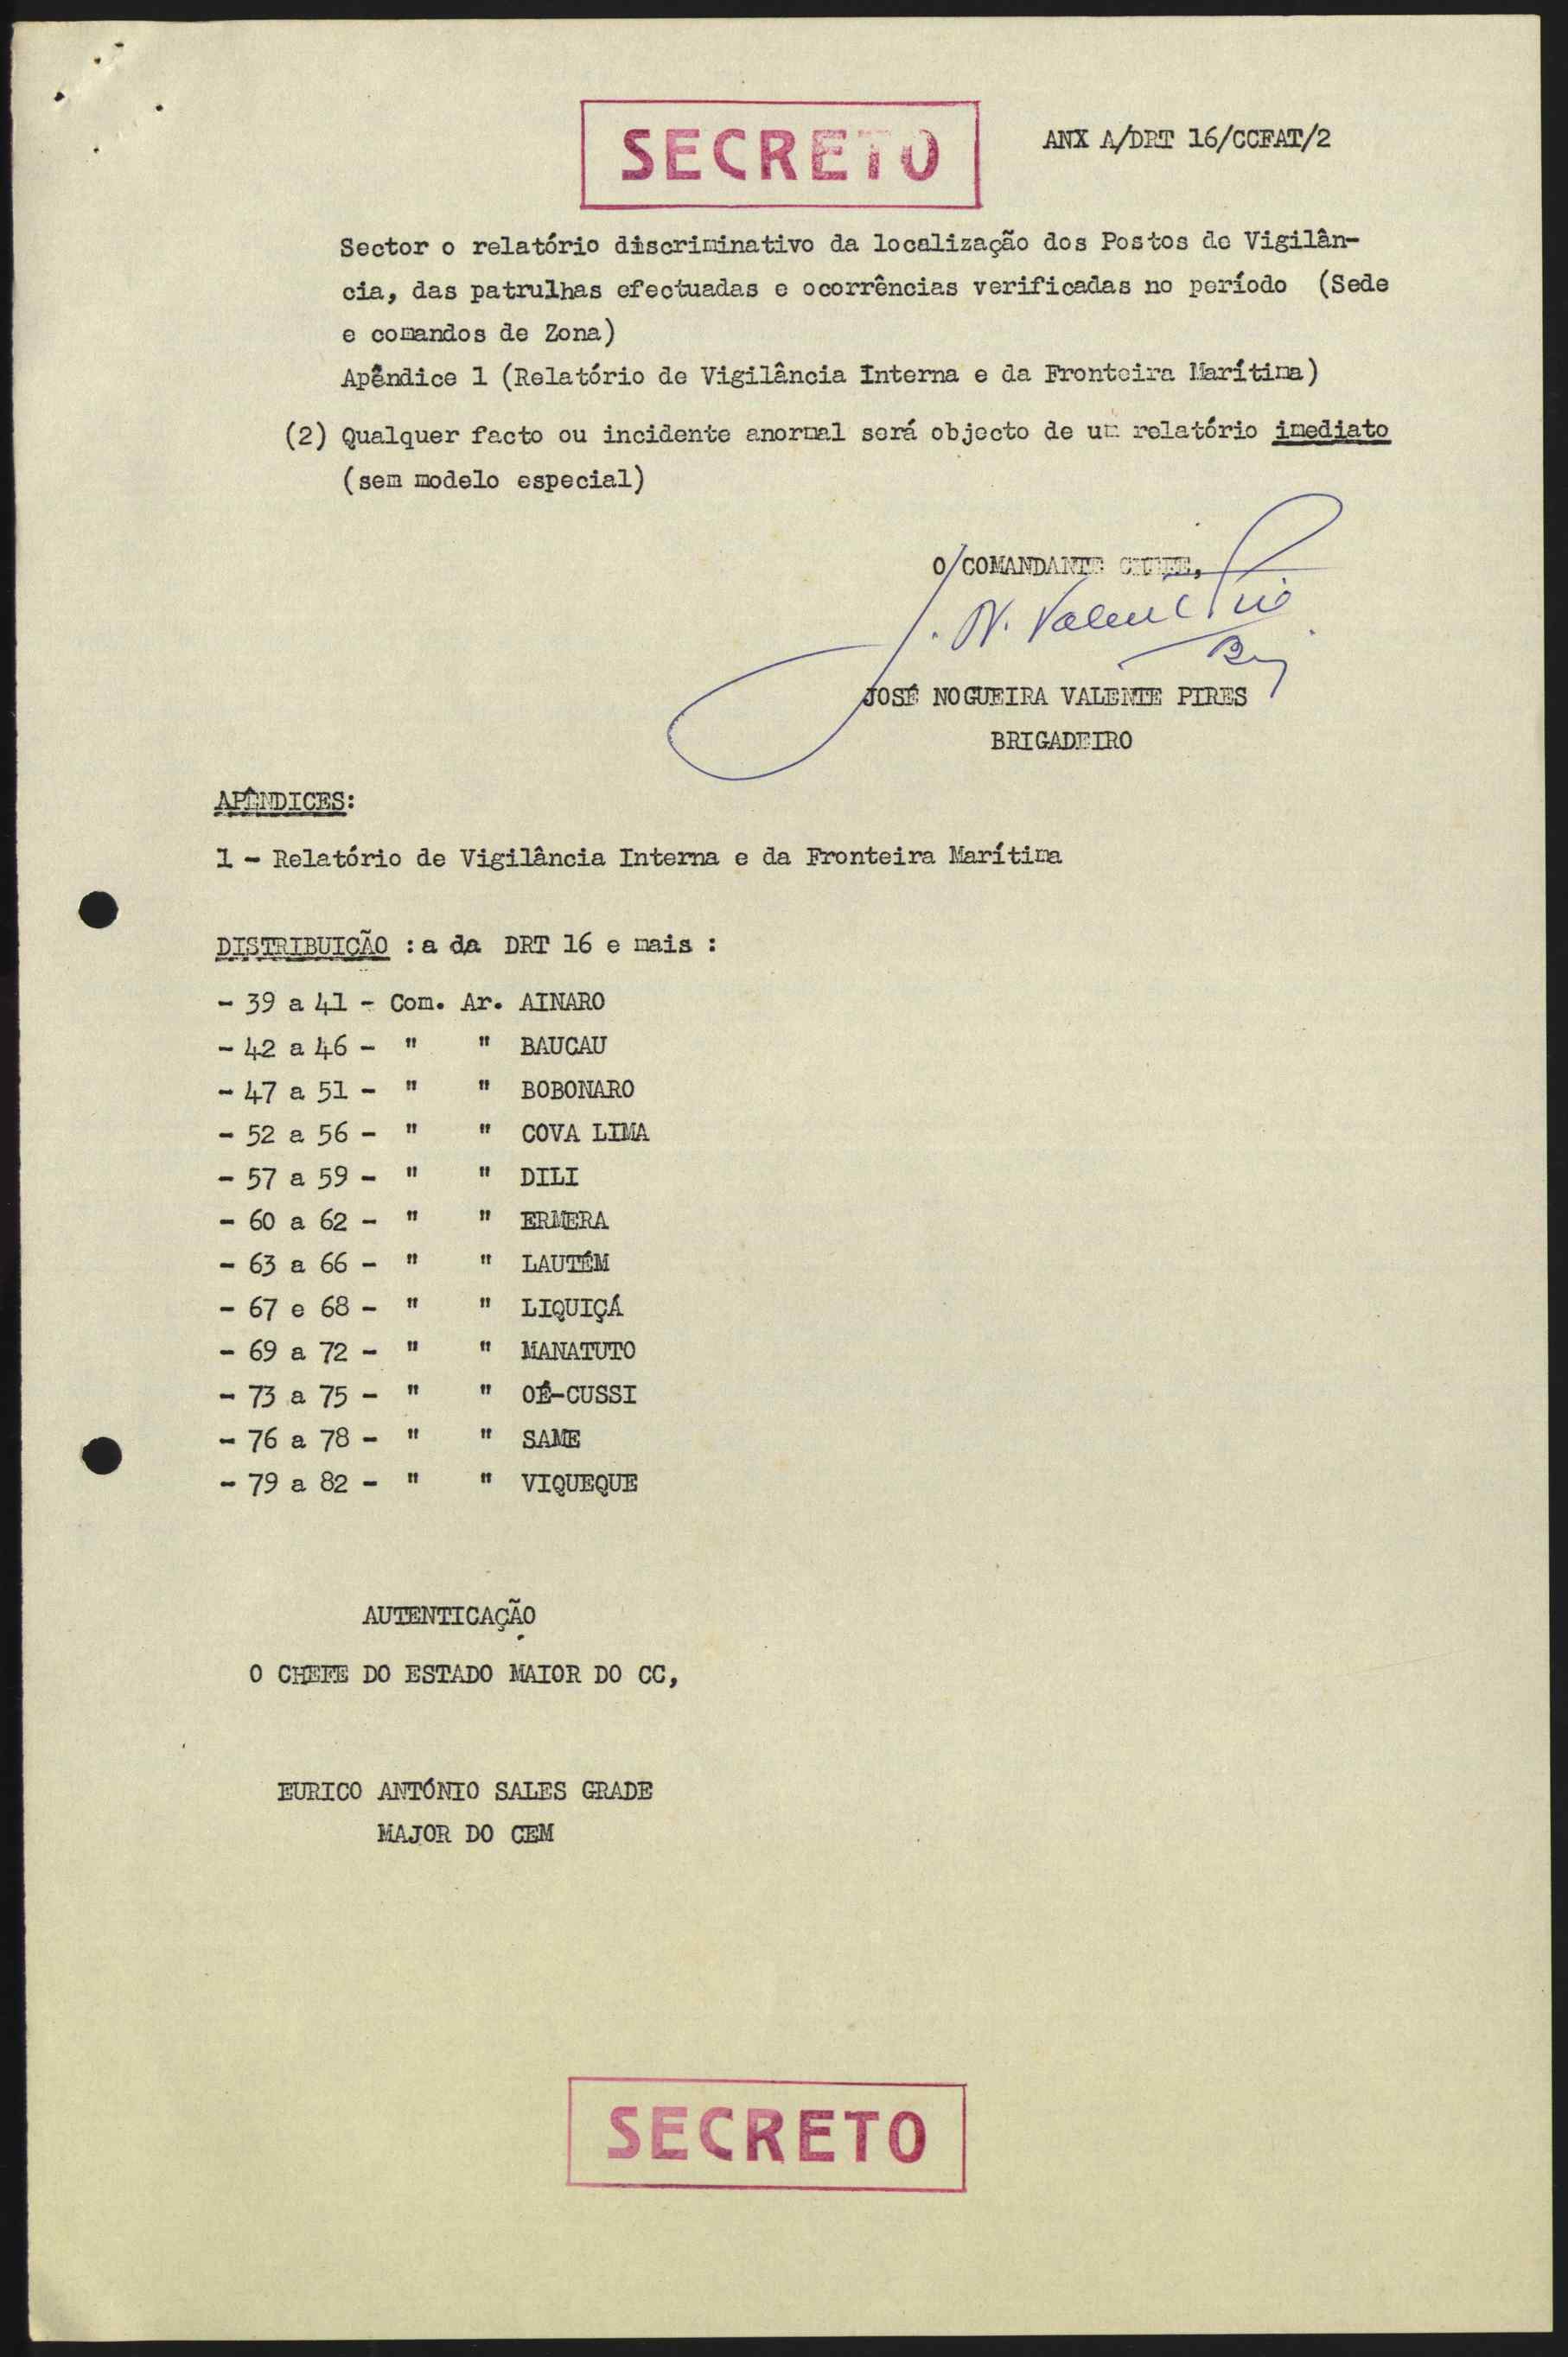 SECRETO
ANX A/DRT 16/CCFAT/2
Sector o relatório discriminativo da localização dos Postos de Vigilân-
cia, das patrulhas efectuadas e ocorrências verificadas no período (Sede
e comandos de Zona)
Apêndice 1 (Relatório de Vigilância Interna e da Fronteira Marítima)
(2) Qualquer facto ou incidente anormal será objecto de um relatório imediato
(sem modelo especial)
O COMANDANTE CHEFE,
JOSÉ NOGUEIRA VALENTE PIRES
BRIGADEIRO
APÊNDICES:
1 - Relatório de Vigilância Interna e da Fronteira Marítima
DISTRIBUIÇÃO : a da DRT 16 e mais :
- 39 a 41 - Com. Ar. AINARO
- 42 a 46 - " " BAUCAU
- 47 a 51 - " " BOBONARO
- 52 a 56 - " " COVA LIMA
- 57 a 59 - " " DILI
- 60 a 62 - " " ERMERA
- 63 a 66 - " " LAUTÉM
- 67 e 68 - " " LIQUIÇÁ
- 69 a 72 - " " MANATUTO
- 73 a 75 - " " OÉ-CUSSI
- 76 a 78 - " " SAME
- 79 a 82 - " " VIQUEQUE
AUTENTICAÇÃO
O CHEFE DO ESTADO MAIOR DO CC,
EURICO ANTÓNIO SALES GRADE
MAJOR DO CEM
SECRETO